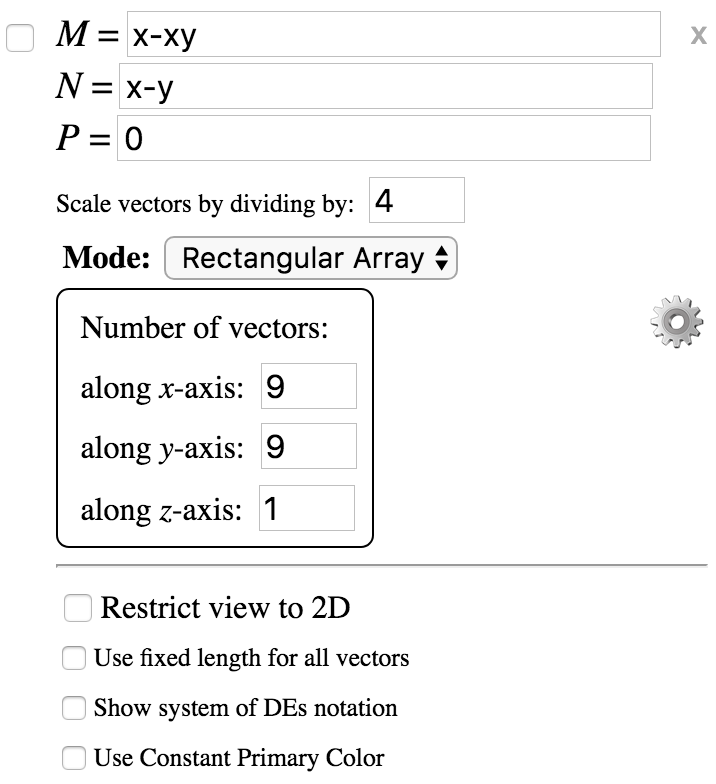 M = x-xy x
N = x-y
P = 0
Scale vectors by dividing by: 4
Mode: Rectangular Array
Number of vectors:
along x-axis: 9
along y-axis: 9
along z-axis: 1
Restrict view to 2D
Use fixed length for all vectors
Show system of DEs notation
Use Constant Primary Color